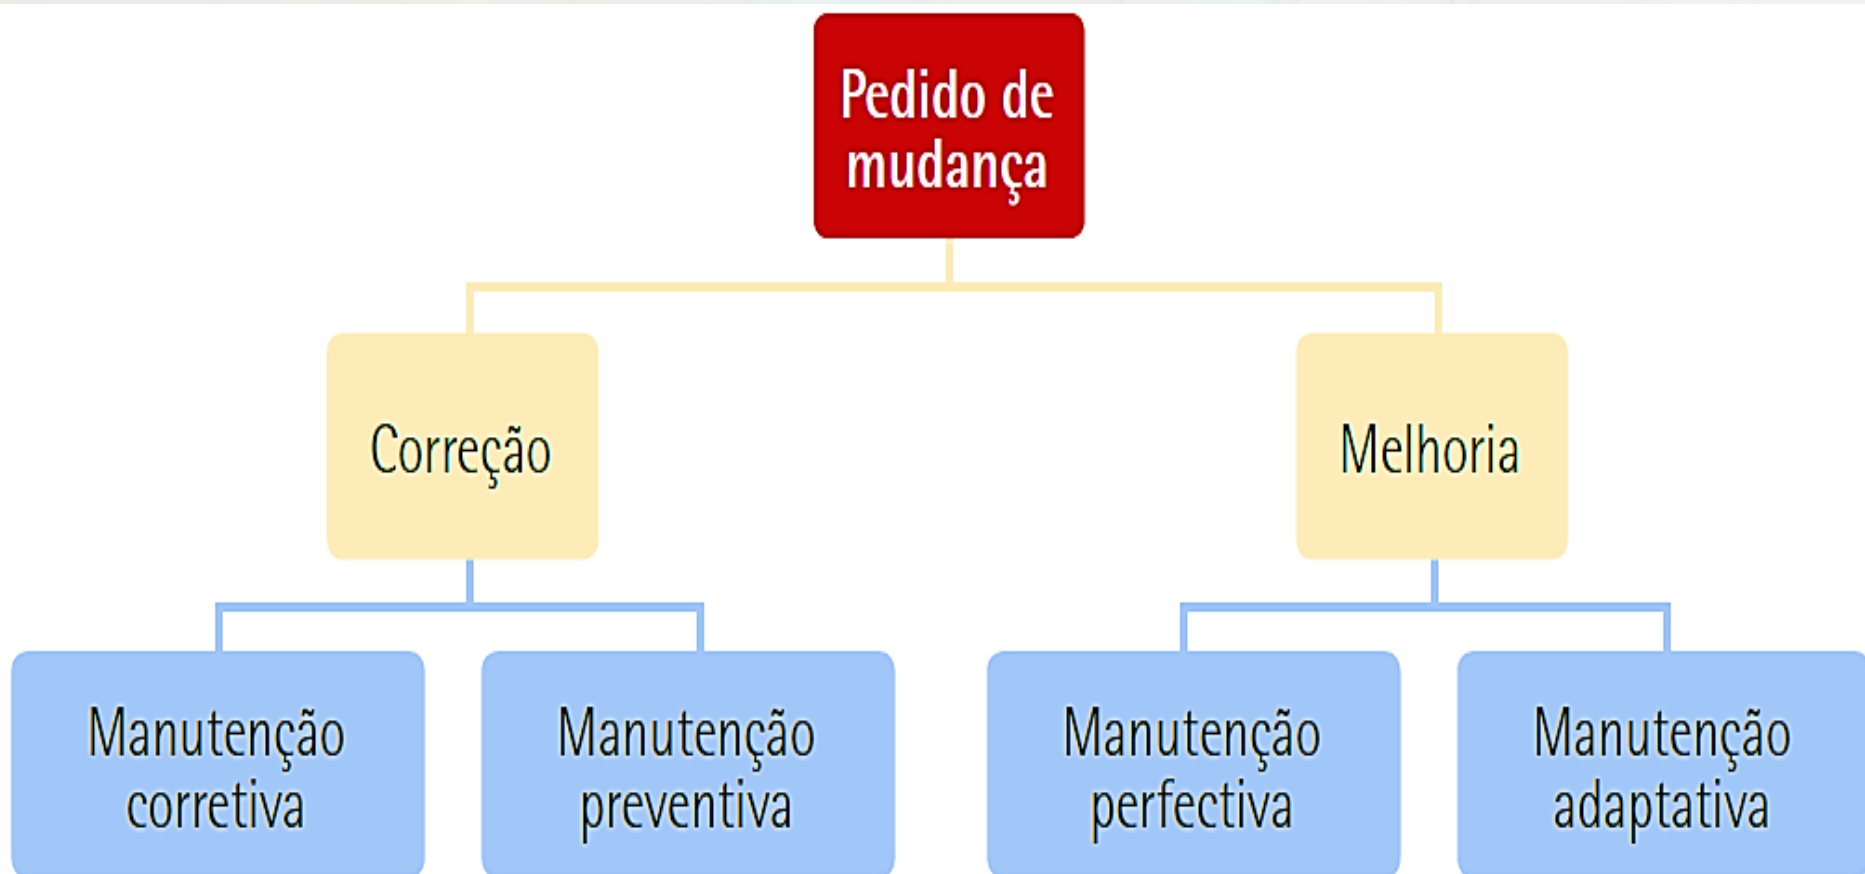 Pedido de
mudança
Correção
Melhoria
Manutenção
corretiva
Manutenção
preventiva
Manutenção
perfectiva
Manutenção
adaptativa